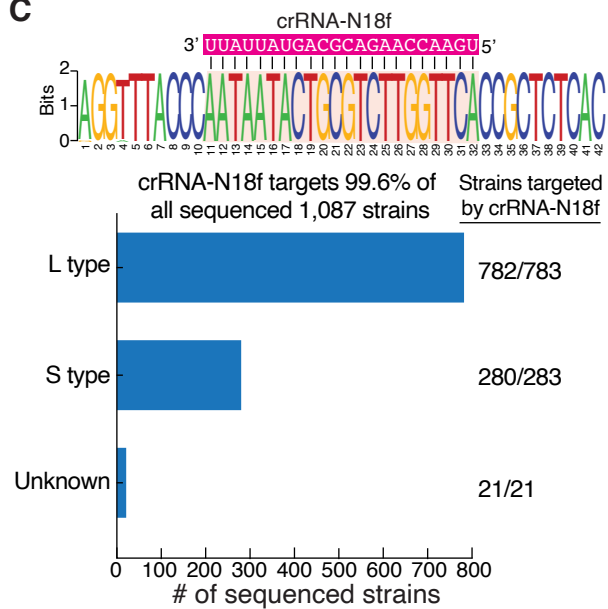 C
crRNA-N18f
3' UUAUUAUGACGCAGAACCAAGU 5'
2
Bits
1
0
AGGTTTACCCAATAATACTGCGTCTTGGTTCACCGCTCTCAC
1 2 3 4 5 6 7 8 9 10 11 12 13 14 15 16 17 18 19 20 21 22 23 24 25 26 27 28 29 30 31 32 33 34 35 36 37 38 39 40 41 42
crRNA-N18f targets 99.6% of
all sequenced 1,087 strains
Strains targeted
by crRNA-N18f
L type
782/783
S type
280/283
Unknown
21/21
0 100 200 300 400 500 600 700 800
# of sequenced strains